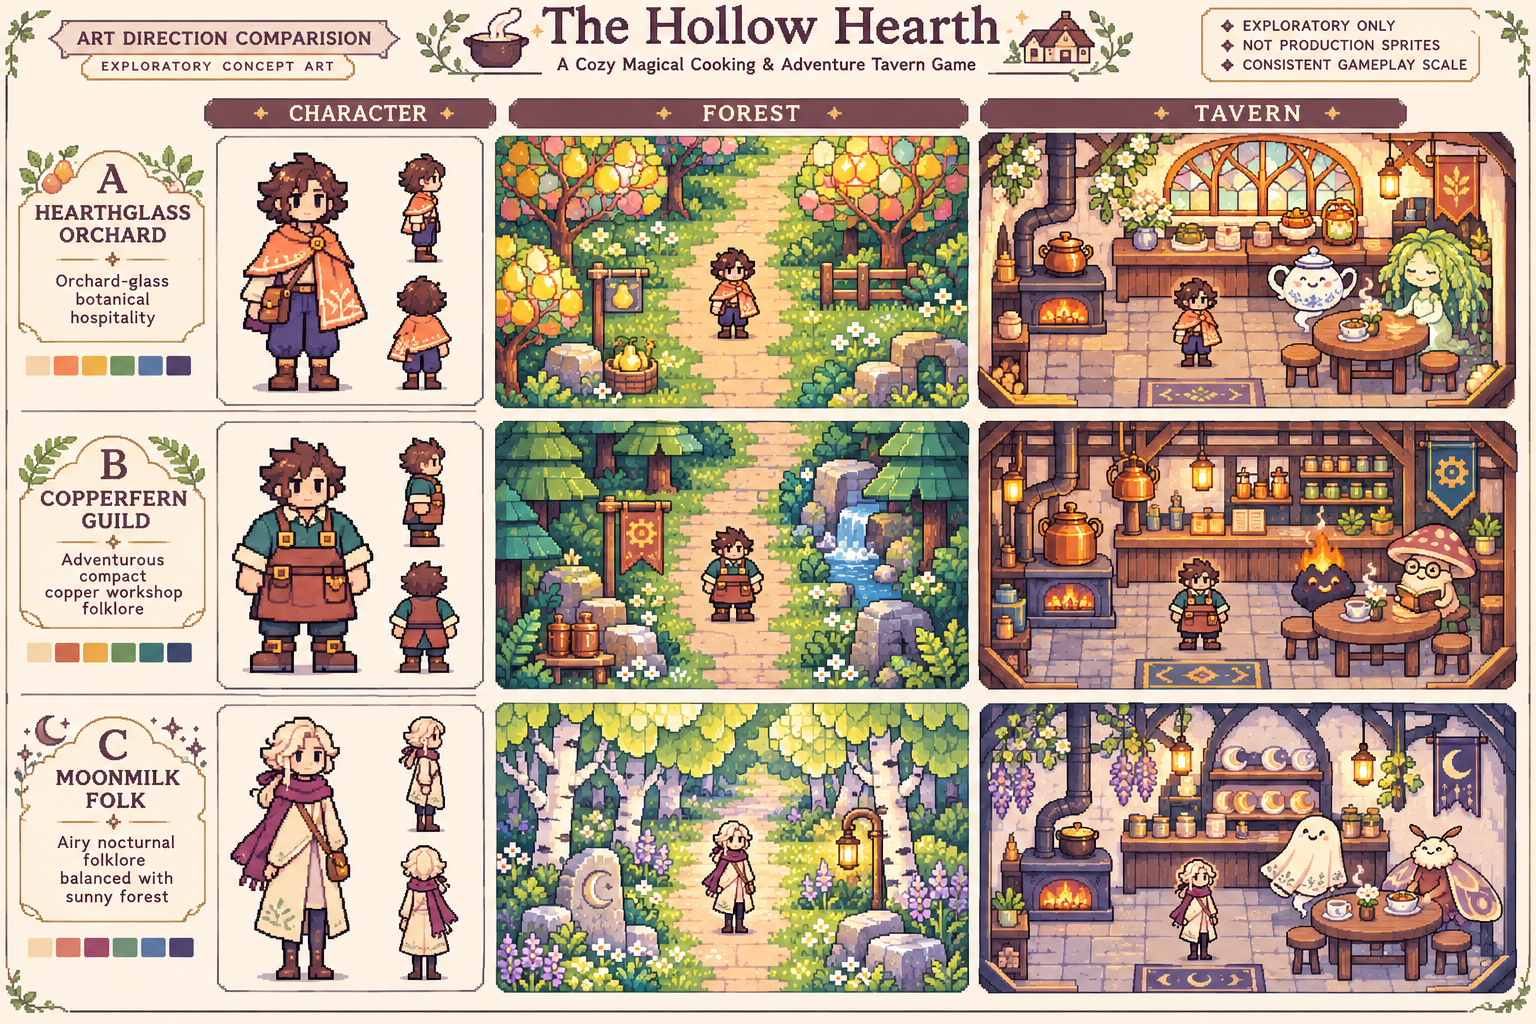 ART DIRECTION COMPARISION
EXPLORATORY CONCEPT ART
The Hollow Hearth
A Cozy Magical Cooking & Adventure Tavern Game
EXPLORATORY ONLY
NOT PRODUCTION SPRITES
CONSISTENT GAMEPLAY SCALE
CHARACTER
FOREST
TAVERN
A
HEARTHGLASS
ORCHARD
Orchard-glass
botanical
hospitality
B
COPPERFERN
GUILD
Adventurous
compact
copper workshop
folklore
C
MOONMILK
FOLK
Airy nocturnal
folklore
balanced with
sunny forest